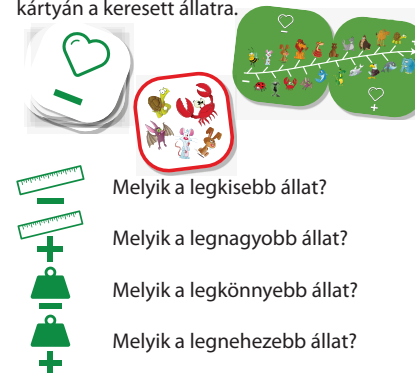 kártyán a keresett állatra.
Melyik a legkisebb állat?
Melyik a legnagyobb állat?
Melyik a legkönnyebb állat?
Melyik a legnehezebb állat?